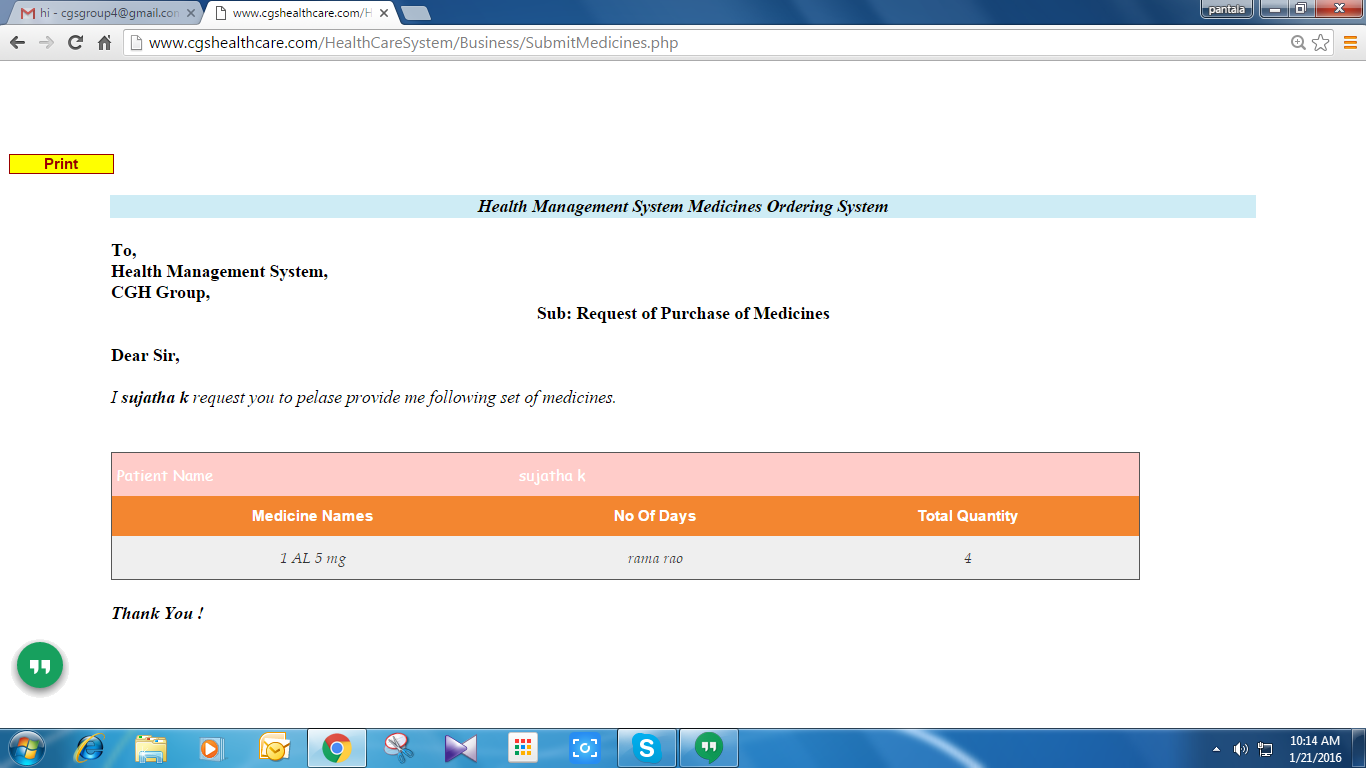 hi - cgsgroup4@gmail.com
www.cgshealthcare.com/H
pantala
www.cgshealthcare.com/HealthCareSystem/Business/SubmitMedicines.php
Print
Health Management System Medicines Ordering System
To,
Health Management System,
CGH Group,
Sub: Request of Purchase of Medicines
Dear Sir,
I sujatha k request you to pelase provide me following set of medicines.
Patient Name sujatha k
Medicine Names No Of Days Total Quantity
1 AL 5 mg rama rao 4
Thank You !
10:14 AM
1/21/2016